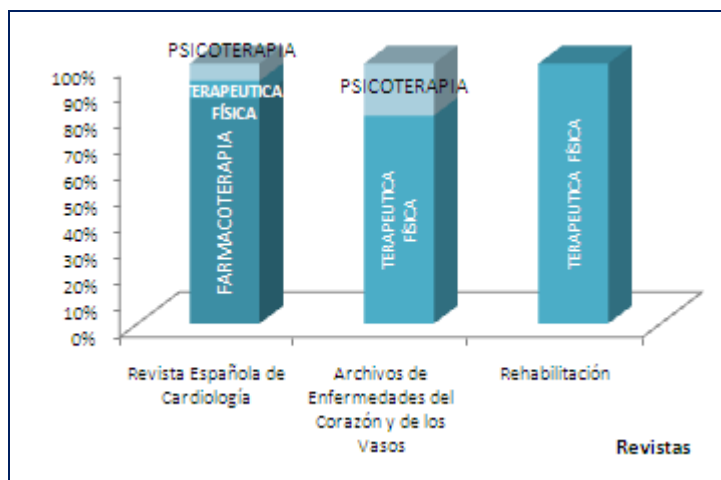 PSICOTERAPIA
TERAPEUTICA
FÍSICA
FARMACOTERAPIA
PSICOTERAPIA
TERAPEUTICA
FÍSICA
TERAPEUTICA FÍSICA
100%
90%
80%
70%
60%
50%
40%
30%
20%
10%
0%
Revista Española de
Cardiología
Archivos de
Enfermedades del
Corazón y de los
Vasos
Rehabilitación
Revistas